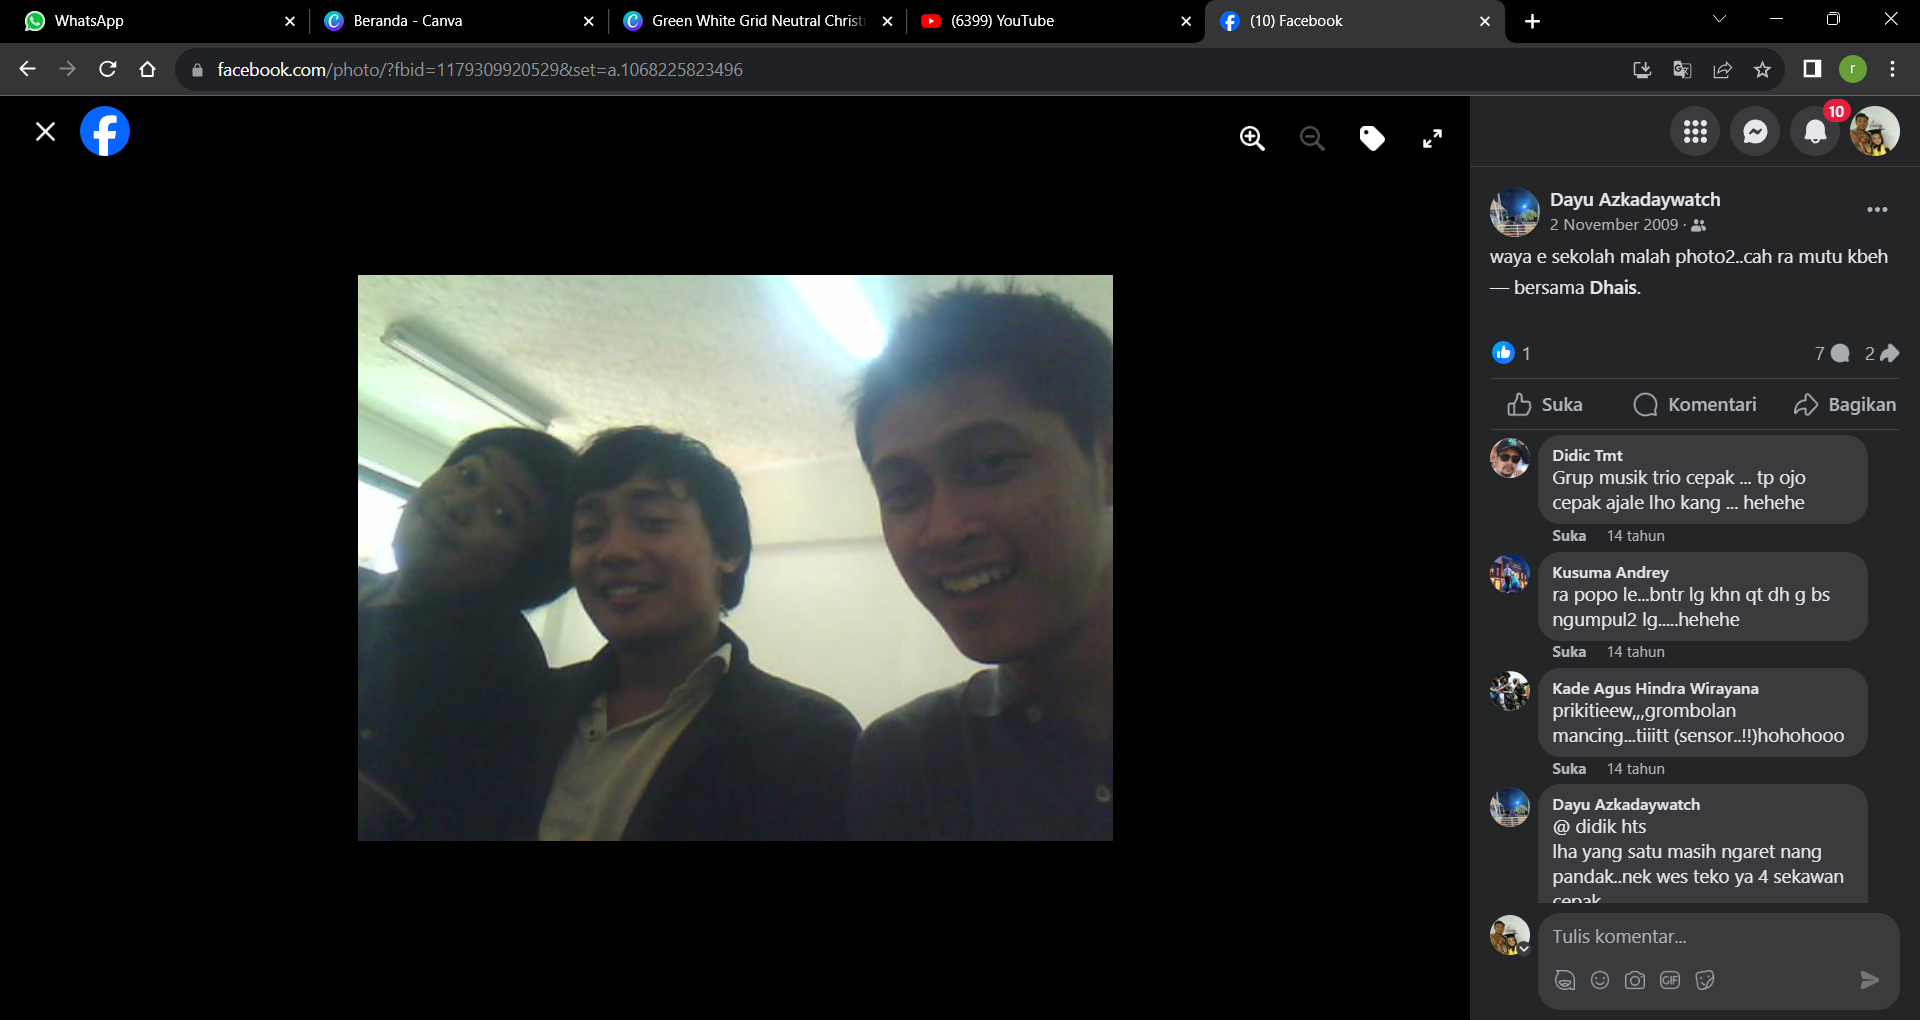 WhatsApp
Beranda - Canva
Green White Grid Neutral Christ
(6399) YouTube
(10) Facebook
facebook.com/photo/?fbid=1179309920529&set=a.1068225823496
r
10
Dayu Azkadaywatch
2 November 2009 ·
waya e sekolah malah photo2..cah ra mutu kbeh
— bersama Dhais.
1
7
2
Suka
Komentari
Bagikan
Didic Tmt
Grup musik trio cepak ... tp ojo
cepak ajale lho kang ... hehehe
Suka 14 tahun
Kusuma Andrey
ra popo le...bntr lg khn qt dh g bs
ngumpul2 lg.....hehehe
Suka 14 tahun
Kade Agus Hindra Wirayana
prikitieew,,,grombolan
mancing...tiiitt (sensor..!!)hohohooo
Suka 14 tahun
Dayu Azkadaywatch
@ didik hts
lha yang satu masih ngaret nang
pandak..nek wes teko ya 4 sekawan
cepak
Tulis komentar...
GIF